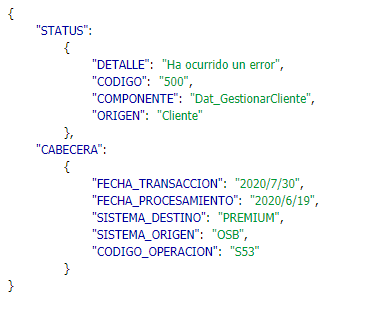 {
"STATUS":
{
"DETALLE": "Ha ocurrido un error",
"CODIGO": "500",
"COMPONENTE": "Dat_GestionarCliente",
"ORIGEN": "Cliente"
},
"CABECERA":
{
"FECHA_TRANSACCION": "2020/7/30",
"FECHA_PROCESAMIENTO": "2020/6/19",
"SISTEMA_DESTINO": "PREMIUM",
"SISTEMA_ORIGEN": "OSB",
"CODIGO_OPERACION": "S53"
}
}